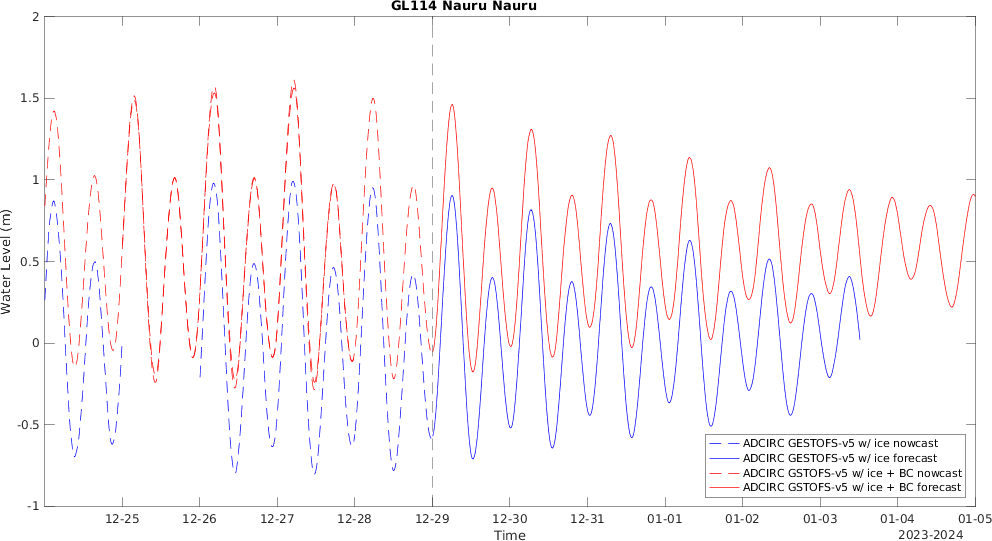 GL114 Nauru Nauru
2
1.5
1
0.5
0
-0.5
-1
Water Level (m)
12-25 12-26 12-27 12-28 12-29 12-30 12-31 01-01 01-02 01-03 01-04 01-05
Time
2023-2024
ADCIRC GESTOFS-v5 w/ ice nowcast
ADCIRC GESTOFS-v5 w/ ice forecast
ADCIRC GSTOFS-v5 w/ ice + BC nowcast
ADCIRC GSTOFS-v5 w/ ice + BC forecast